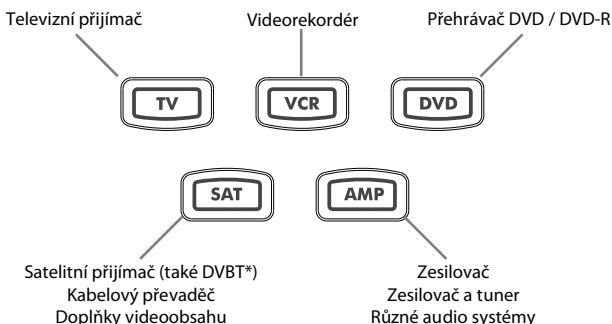 Televizní přijímač
Videorekordér
Přehrávač DVD / DVD-R
TV
VCR
DVD
SAT
AMP
Satelitní přijímač (také DVBT*)
Kabelový převaděč
Doplňky videoobsahu
Zesilovač
Zesilovač a tuner
Různé audio systémy